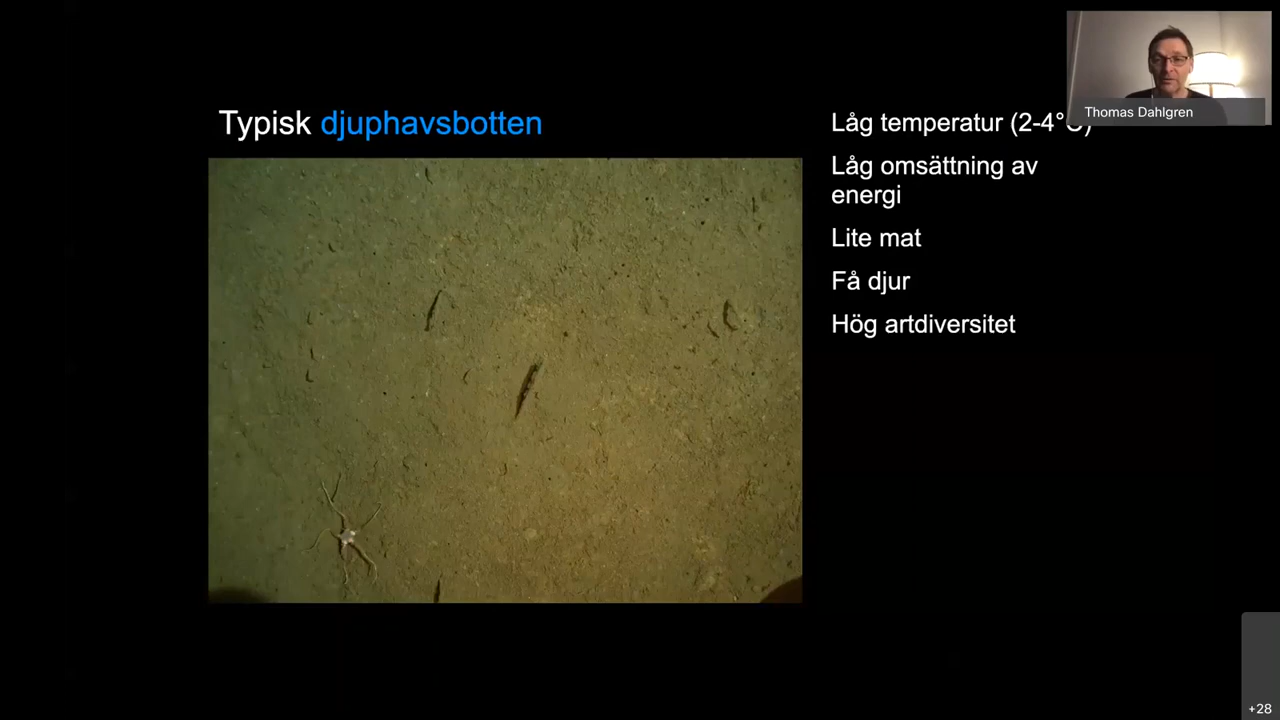 Typisk djuphavsbotten
Låg temperatur (2-4°C)
Låg omsättning av
energi
Lite mat
Få djur
Hög artdiversitet
Thomas Dahlgren
+28